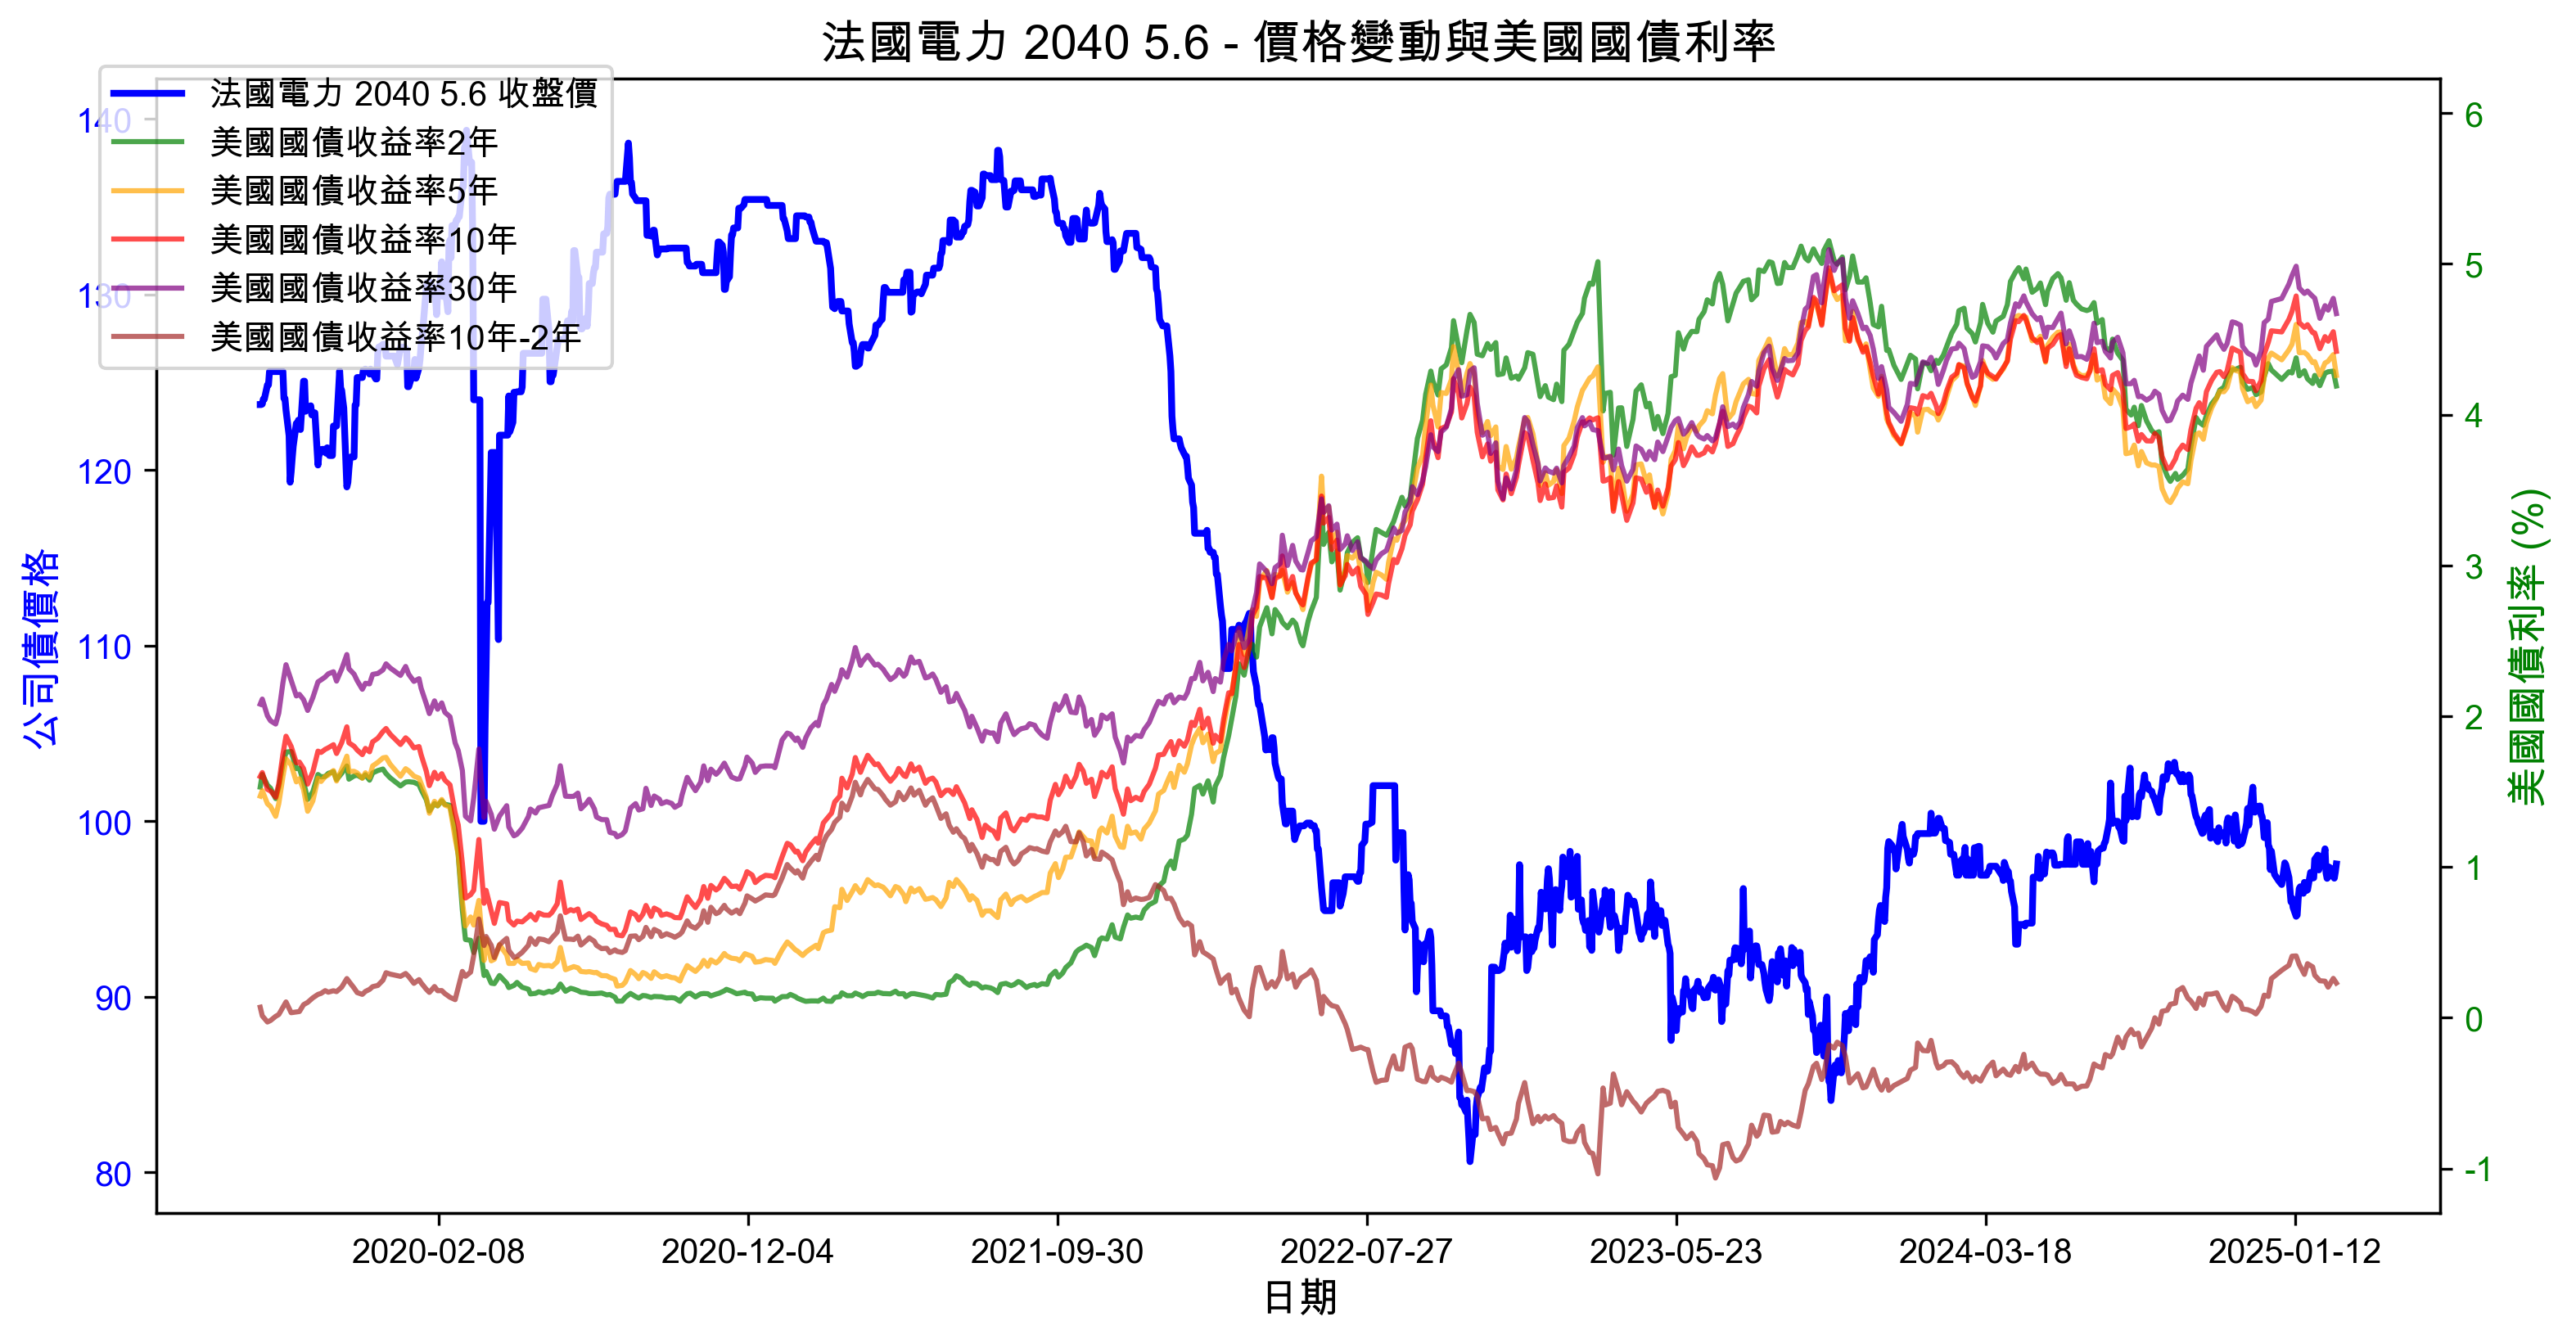 法國電力 2040 5.6 - 價格變動與美國國債利率
法國電力 2040 5.6 收盤價
美國國債收益率2年
美國國債收益率5年
美國國債收益率10年
美國國債收益率30年
美國國債收益率10年-2年
公司債價格
140
130
120
110
100
90
80
美國國債利率 (%)
6
5
4
3
2
1
0
-1
2020-02-08
2020-12-04
2021-09-30
2022-07-27
2023-05-23
2024-03-18
2025-01-12
日期